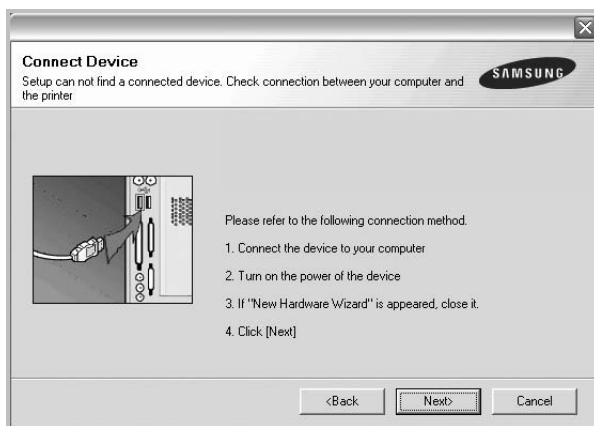 Connect Device
Setup can not find a connected device. Check connection between your computer and
the printer
SAMSUNG
Please refer to the following connection method.
1. Connect the device to your computer
2. Turn on the power of the device
3. If "New Hardware Wizard" is appeared, close it.
4. Click [Next]
<Back
Next>
Cancel